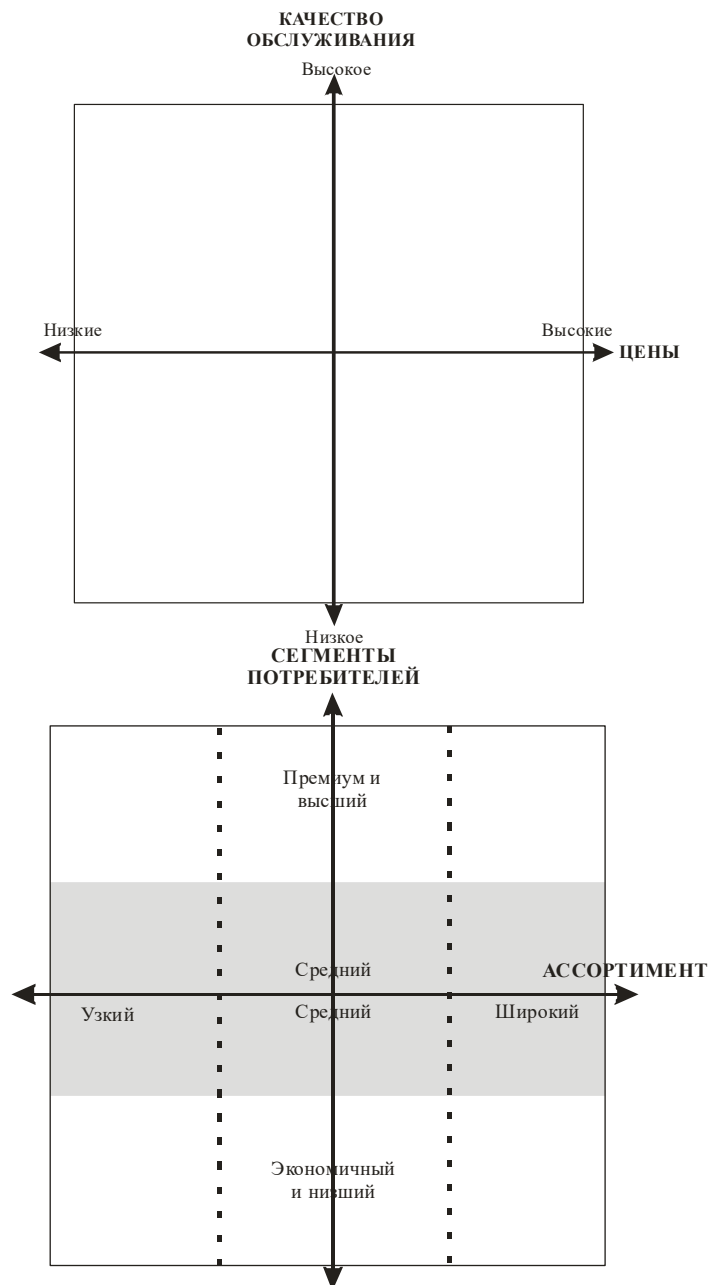 КАЧЕСТВО
ОБСЛУЖИВАНИЯ
Высокое
Низкие
Высокие
ЦЕНЫ
Низкое
СЕГМЕНТЫ
ПОТРЕБИТЕЛЕЙ
Премиум и
высший
Средний
АССОРТИМЕНТ
Узкий
Средний
Широкий
Экономичный
и низший